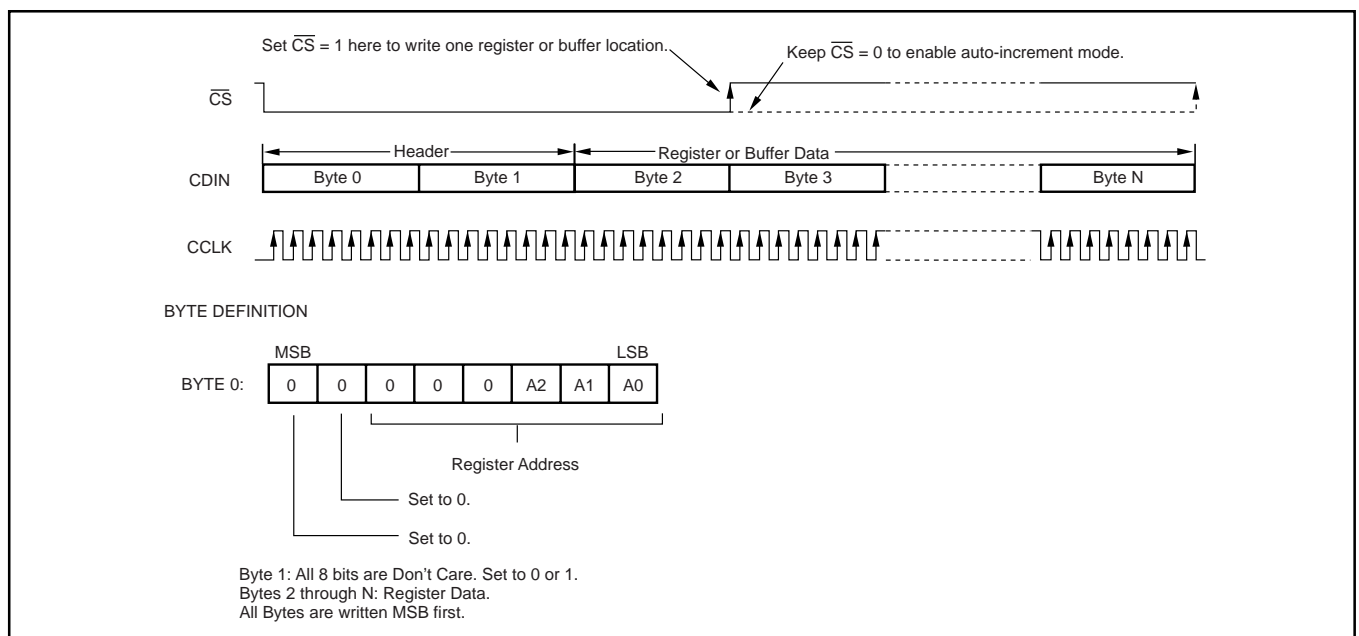 Set CS = 1 here to write one register or buffer location.
Keep CS = 0 to enable auto-increment mode.
CS
Header
Register or Buffer Data
CDIN
Byte 0
Byte 1
Byte 2
Byte 3
Byte N
CCLK
BYTE DEFINITION
MSB
LSB
BYTE 0:
0
0
0
0
0
A2
A1
A0
Register Address
Set to 0.
Set to 0.
Byte 1: All 8 bits are Don't Care. Set to 0 or 1.
Bytes 2 through N: Register Data.
All Bytes are written MSB first.